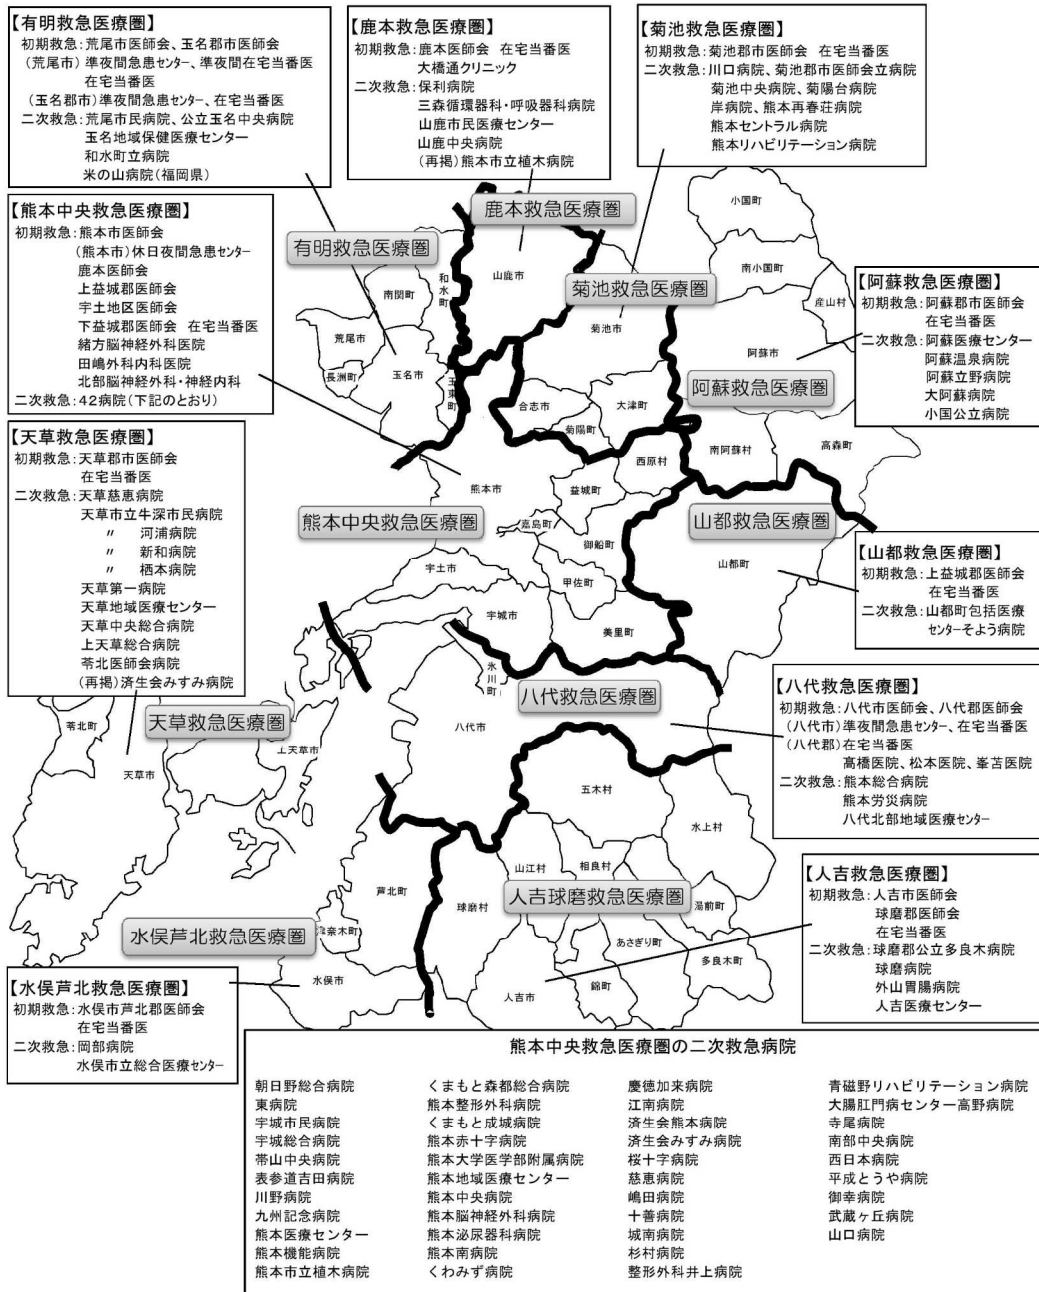 【有明救急医療圏】
初期救急:荒尾市医師会、玉名郡市医師会
(荒尾市)準夜間急患センター、準夜間在宅当番医
在宅当番医
(玉名郡市)準夜間急患センター、在宅当番医
二次救急:荒尾市民病院、公立玉名中央病院
玉名地域保健医療センター
和水町立病院
米の山病院(福岡県)
【鹿本救急医療圏】
初期救急:鹿本医師会 在宅当番医
大橋通クリニック
二次救急:保利病院
三森循環器科・呼吸器科病院
山鹿市民医療センター
山鹿中央病院
(再掲)熊本市立植木病院
【菊池救急医療圏】
初期救急:菊池郡市医師会 在宅当番医
二次救急:川口病院、菊池郡市医師会立病院
菊池中央病院、菊陽台病院
岸病院、熊本再春荘病院
熊本セントラル病院
熊本リハビリテーション病院
【熊本中央救急医療圏】
初期救急:熊本市医師会
(熊本市)休日夜間急患センター
鹿本医師会
上益城郡医師会
宇土地区医師会
下益城郡医師会 在宅当番医
緒方脳神経外科医院
田嶋外科内科医院
北部脳神経外科・神経内科
二次救急:42病院(下記のとおり)
【天草救急医療圏】
初期救急:天草郡市医師会
在宅当番医
二次救急:天草慈恵病院
天草市立牛深市民病院
〃 河浦病院
〃 新和病院
〃 栖本病院
天草第一病院
天草地域医療センター
天草中央総合病院
上天草総合病院
苓北医師会病院
(再掲)済生会みすみ病院
【阿蘇救急医療圏】
初期救急:阿蘇郡市医師会
在宅当番医
二次救急:阿蘇医療センター
阿蘇温泉病院
阿蘇立野病院
大阿蘇病院
小国公立病院
【山都救急医療圏】
初期救急:上益城郡医師会
在宅当番医
二次救急:山都町包括医療
センターそよう病院
【八代救急医療圏】
初期救急:八代市医師会、八代郡医師会
(八代市)準夜間急患センター、在宅当番医
(八代郡)在宅当番医
髙橋医院、松本医院、峯苫医院
二次救急:熊本総合病院
熊本労災病院
八代北部地域医療センター
【人吉救急医療圏】
初期救急:人吉市医師会
球磨郡医師会
在宅当番医
二次救急:球磨郡公立多良木病院
球磨病院
外山胃腸病院
人吉医療センター
【水俣芦北救急医療圏】
初期救急:水俣市芦北郡医師会
在宅当番医
二次救急:岡部病院
水俣市立総合医療センター
鹿本救急医療圏
有明救急医療圏
菊池救急医療圏
阿蘇救急医療圏
熊本中央救急医療圏
山都救急医療圏
八代救急医療圏
天草救急医療圏
人吉球磨救急医療圏
水俣芦北救急医療圏
小国町
南小国町
産山村
和水町
山鹿市
南関町
荒尾市
長洲町
玉名市
玉東町
菊池市
阿蘇市
合志市
大津町
菊陽町
西原村
南阿蘇村
高森町
熊本市
益城町
嘉島町
御船町
山都町
宇土市
甲佐町
宇城市
美里町
氷川町
八代市
苓北町
天草市
上天草市
五木村
水上村
山江村
相良村
芦北町
球磨村
湯前町
津奈木町
あさぎり町
多良木町
水俣市
人吉市
錦町
熊本中央救急医療圏の二次救急病院
朝日野総合病院
東病院
宇城市民病院
宇城総合病院
帯山中央病院
表参道吉田病院
川野病院
九州記念病院
熊本医療センター
熊本機能病院
熊本市立植木病院
くまもと森都総合病院
熊本整形外科病院
くまもと成城病院
熊本赤十字病院
熊本大学医学部附属病院
熊本地域医療センター
熊本中央病院
熊本脳神経外科病院
熊本泌尿器科病院
熊本南病院
くわみず病院
慶徳加来病院
江南病院
済生会熊本病院
済生会みすみ病院
桜十字病院
慈恵病院
嶋田病院
十善病院
城南病院
杉村病院
整形外科井上病院
青磁野リハビリテーション病院
大腸肛門病センター高野病院
寺尾病院
南部中央病院
西日本病院
平成とうや病院
御幸病院
武蔵ヶ丘病院
山口病院